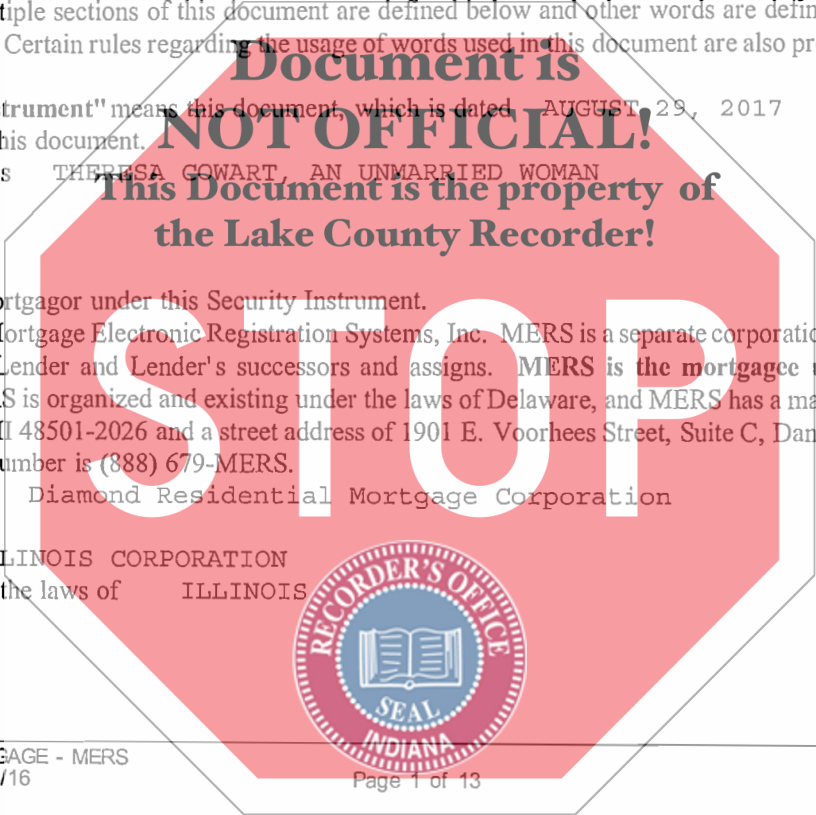 tiple sections of this document are defined below and other words are defin
Certain rules regarding the usage of words used in this document are also pr
Document is
trument" means this document, which is dated AUGUST 29, 2017
NOT OFFICIAL!
his document.
s THERESA COWART, AN UNMARRIED WOMAN
This Document is the property of
the Lake County Recorder!
ortgagor under this Security Instrument.
ortgage Electronic Registration Systems, Inc. MERS is a separate corporatio
Lender and Lender's successors and assigns. MERS is the mortgagee u
S is organized and existing under the laws of Delaware, and MERS has a ma
I 48501-2026 and a street address of 1901 E. Voorhees Street, Suite C, Dan
umber is (888) 679-MERS.
STOP
Diamond Residential Mortgage Corporation
LINOIS CORPORATION
the laws of ILLINOIS
RECORDER'S OFFICE
SEAL
INDIANA
GAGE - MERS
/16
Page 1 of 13